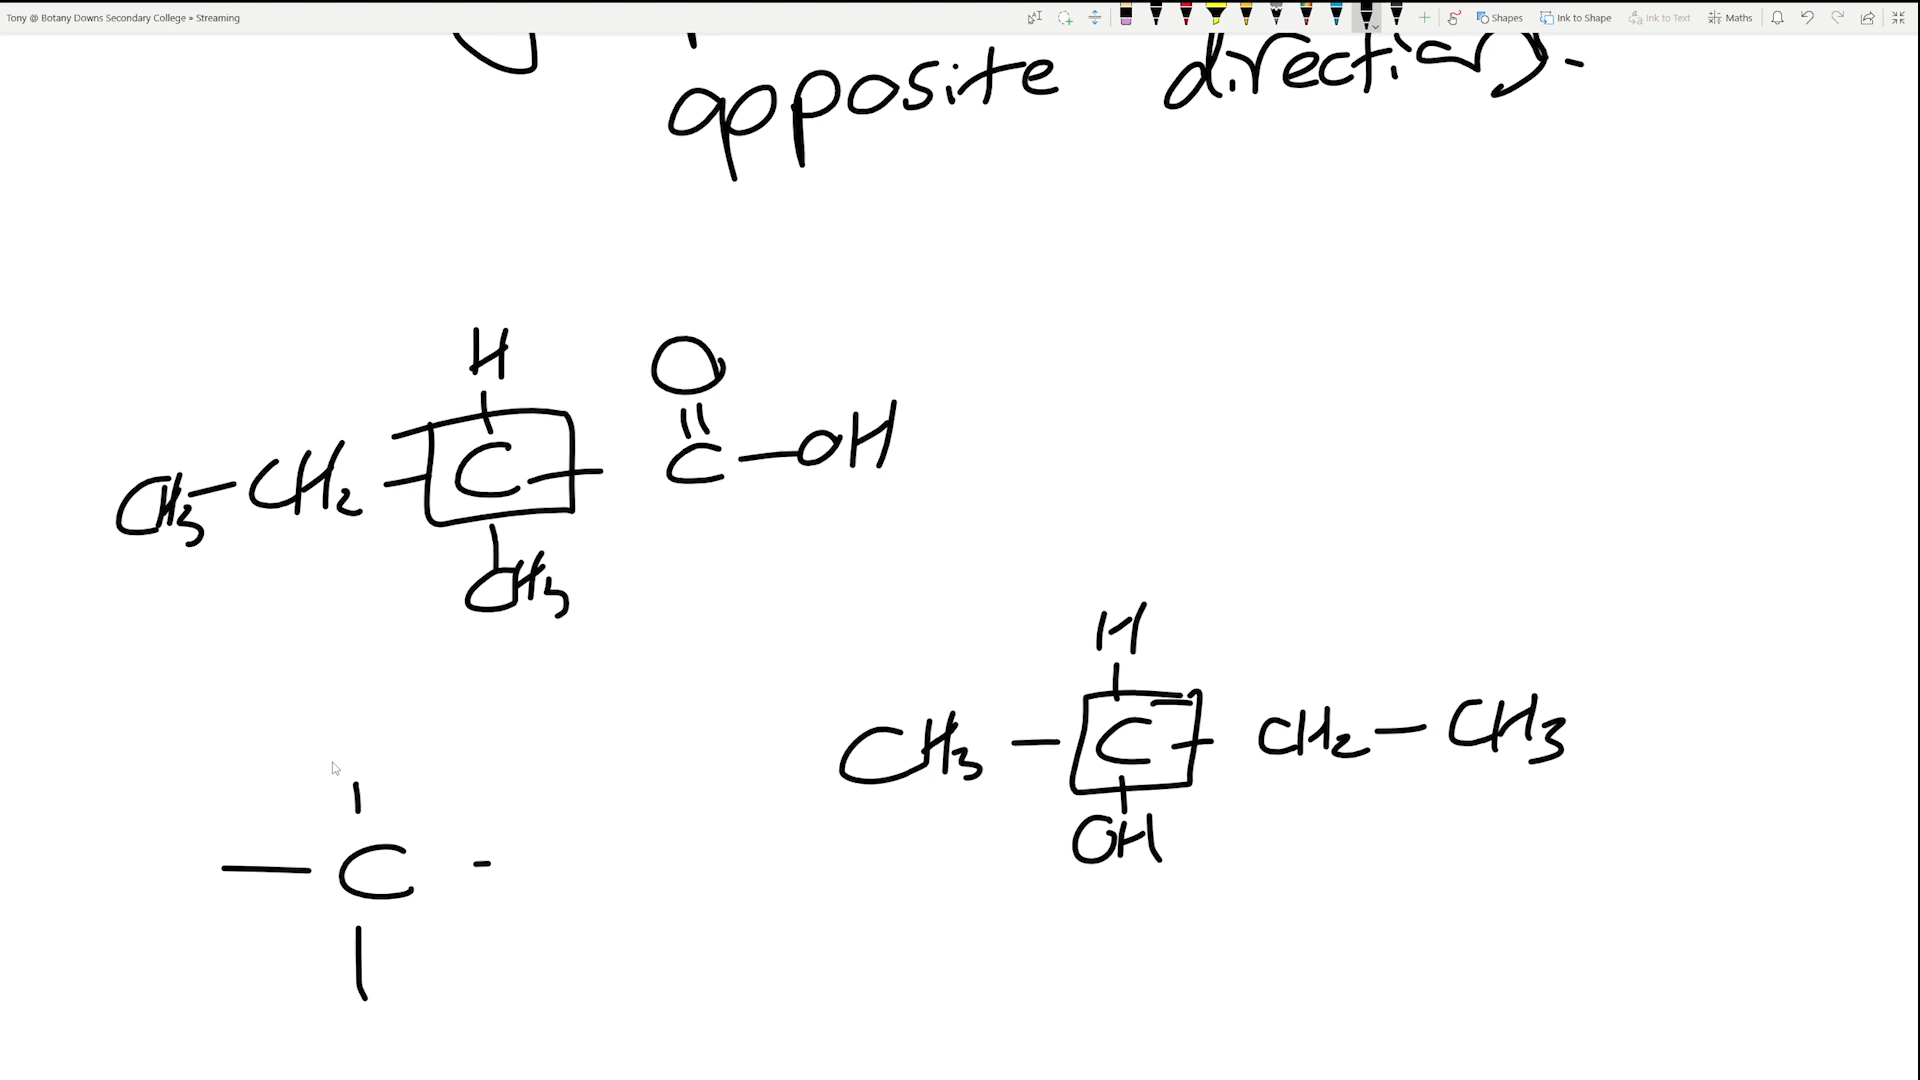 Tony @ Botany Downs Secondary College » Streaming
Shapes Ink to Shape Ink to Text Maths
opposite directions.
H O
CH3-CH2-C-C-OH
CH3
H
CH3-C-CH2-CH3
OH
C